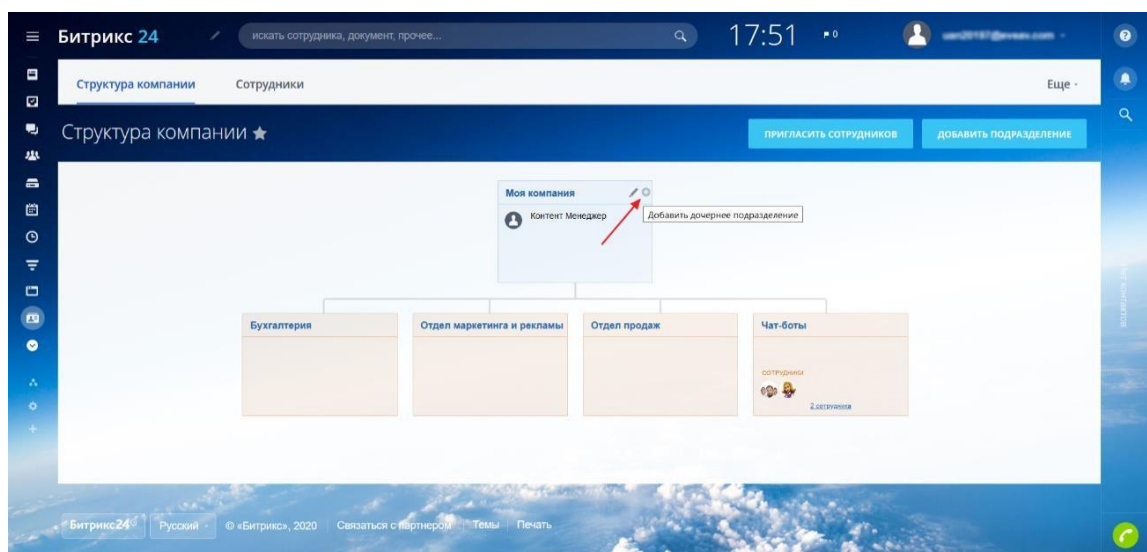 Битрикс 24
искать сотрудника, документ, прочее...
17:51
0
Структура компании
Сотрудники
Еще
Структура компании
ПРИГЛАСИТЬ СОТРУДНИКОВ
ДОБАВИТЬ ПОДРАЗДЕЛЕНИЕ
Моя компания
Контент Менеджер
Добавить дочернее подразделение
Бухгалтерия
Отдел маркетинга и рекламы
Отдел продаж
Чат-боты
СОТРУДНИКИ
2 сотрудника
Битрикс24
Русский
© «Битрикс», 2020
Связаться с партнером
Темы
Печать